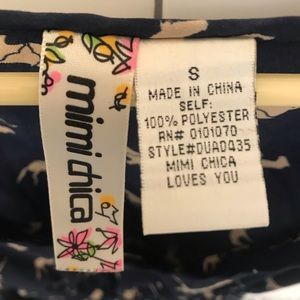 mimi chica
S
MADE IN CHINA
SELF:
100% POLYESTER
RN# 0101070
STYLE#DUAD435
MIMI CHICA
LOVES YOU